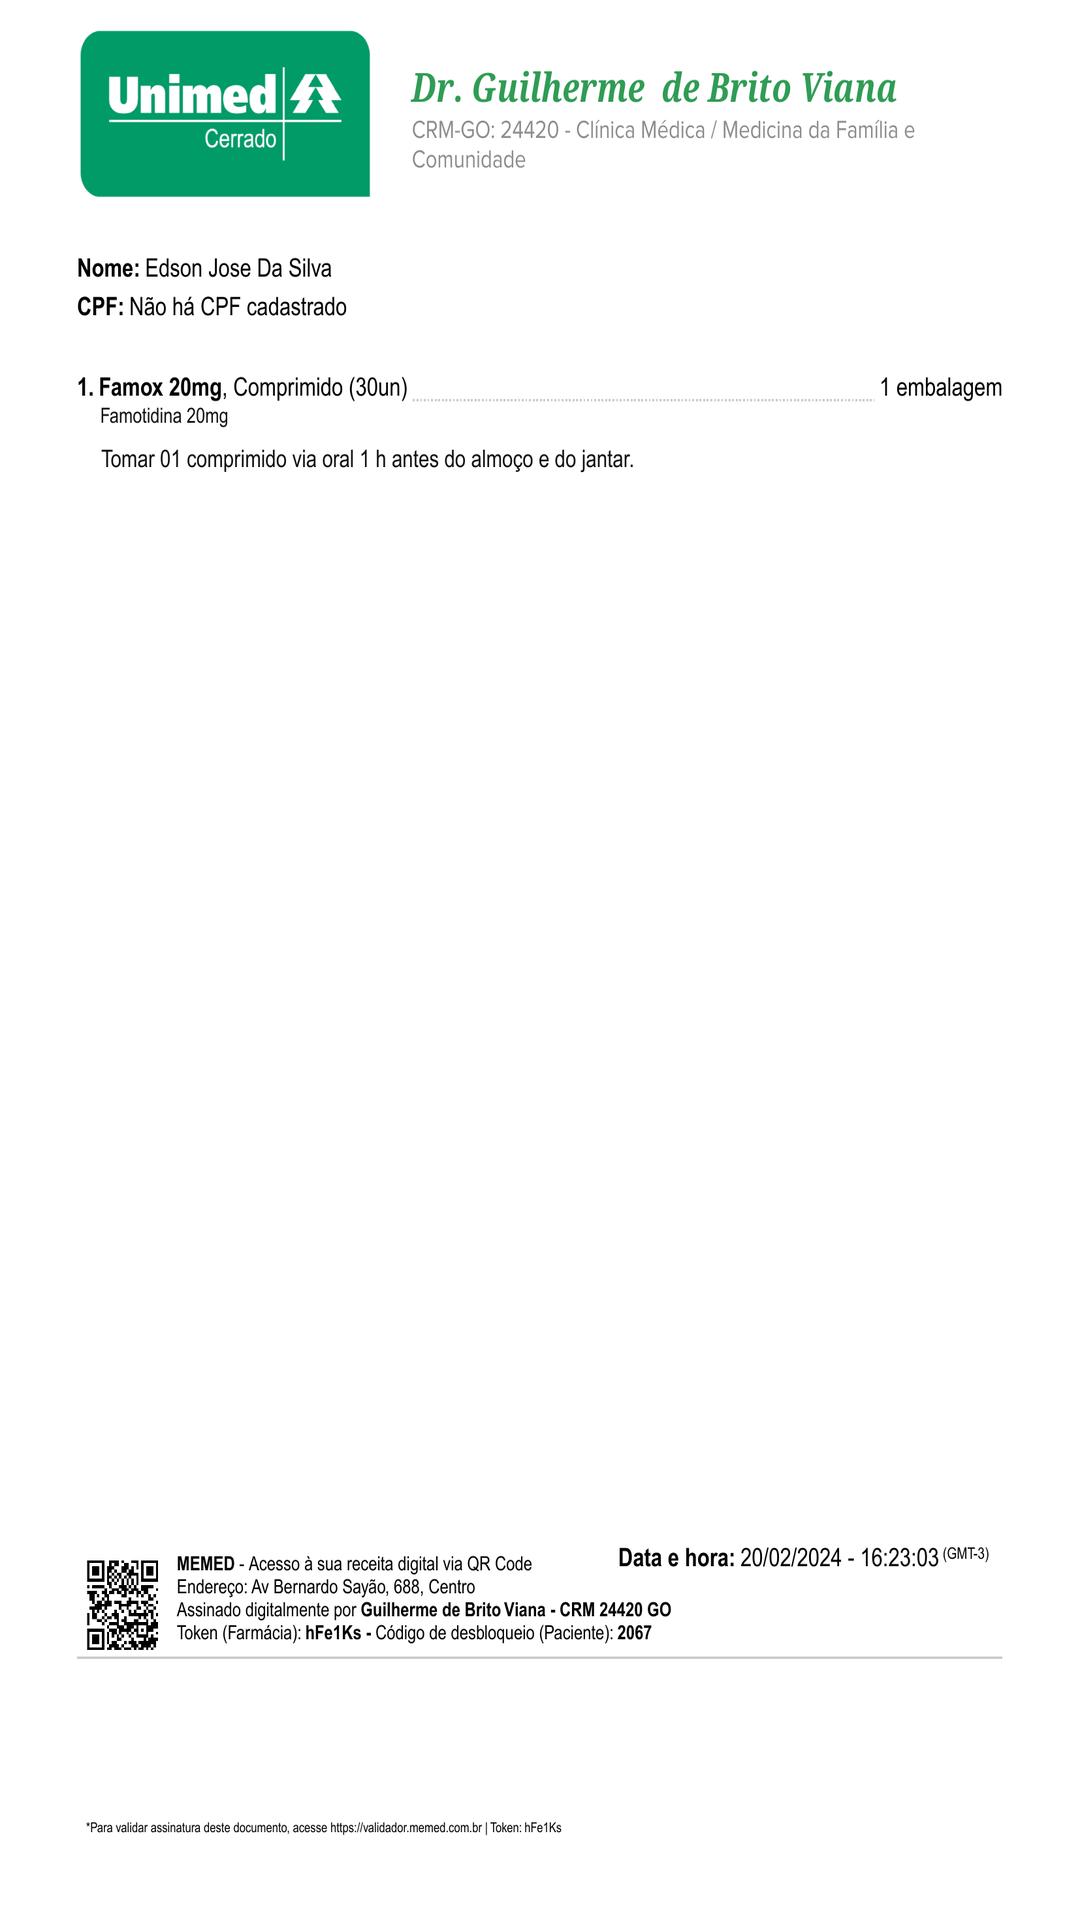 Unimed
Cerrado
Dr. Guilherme de Brito Viana
CRM-GO: 24420 - Clínica Médica / Medicina da Família e
Comunidade
Nome: Edson Jose Da Silva
CPF: Não há CPF cadastrado
1. Famox 20mg, Comprimido (30un) 1 embalagem
Famotidina 20mg
Tomar 01 comprimido via oral 1 h antes do almoço e do jantar.
Data e hora: 20/02/2024 - 16:23:03 (GMT-3)
MEMED - Acesso à sua receita digital via QR Code
Endereço: Av Bernardo Sayão, 688, Centro
Assinado digitalmente por Guilherme de Brito Viana - CRM 24420 GO
Token (Farmácia): hFe1Ks - Código de desbloqueio (Paciente): 2067
*Para validar assinatura deste documento, acesse https://validador.memed.com.br | Token: hFe1Ks